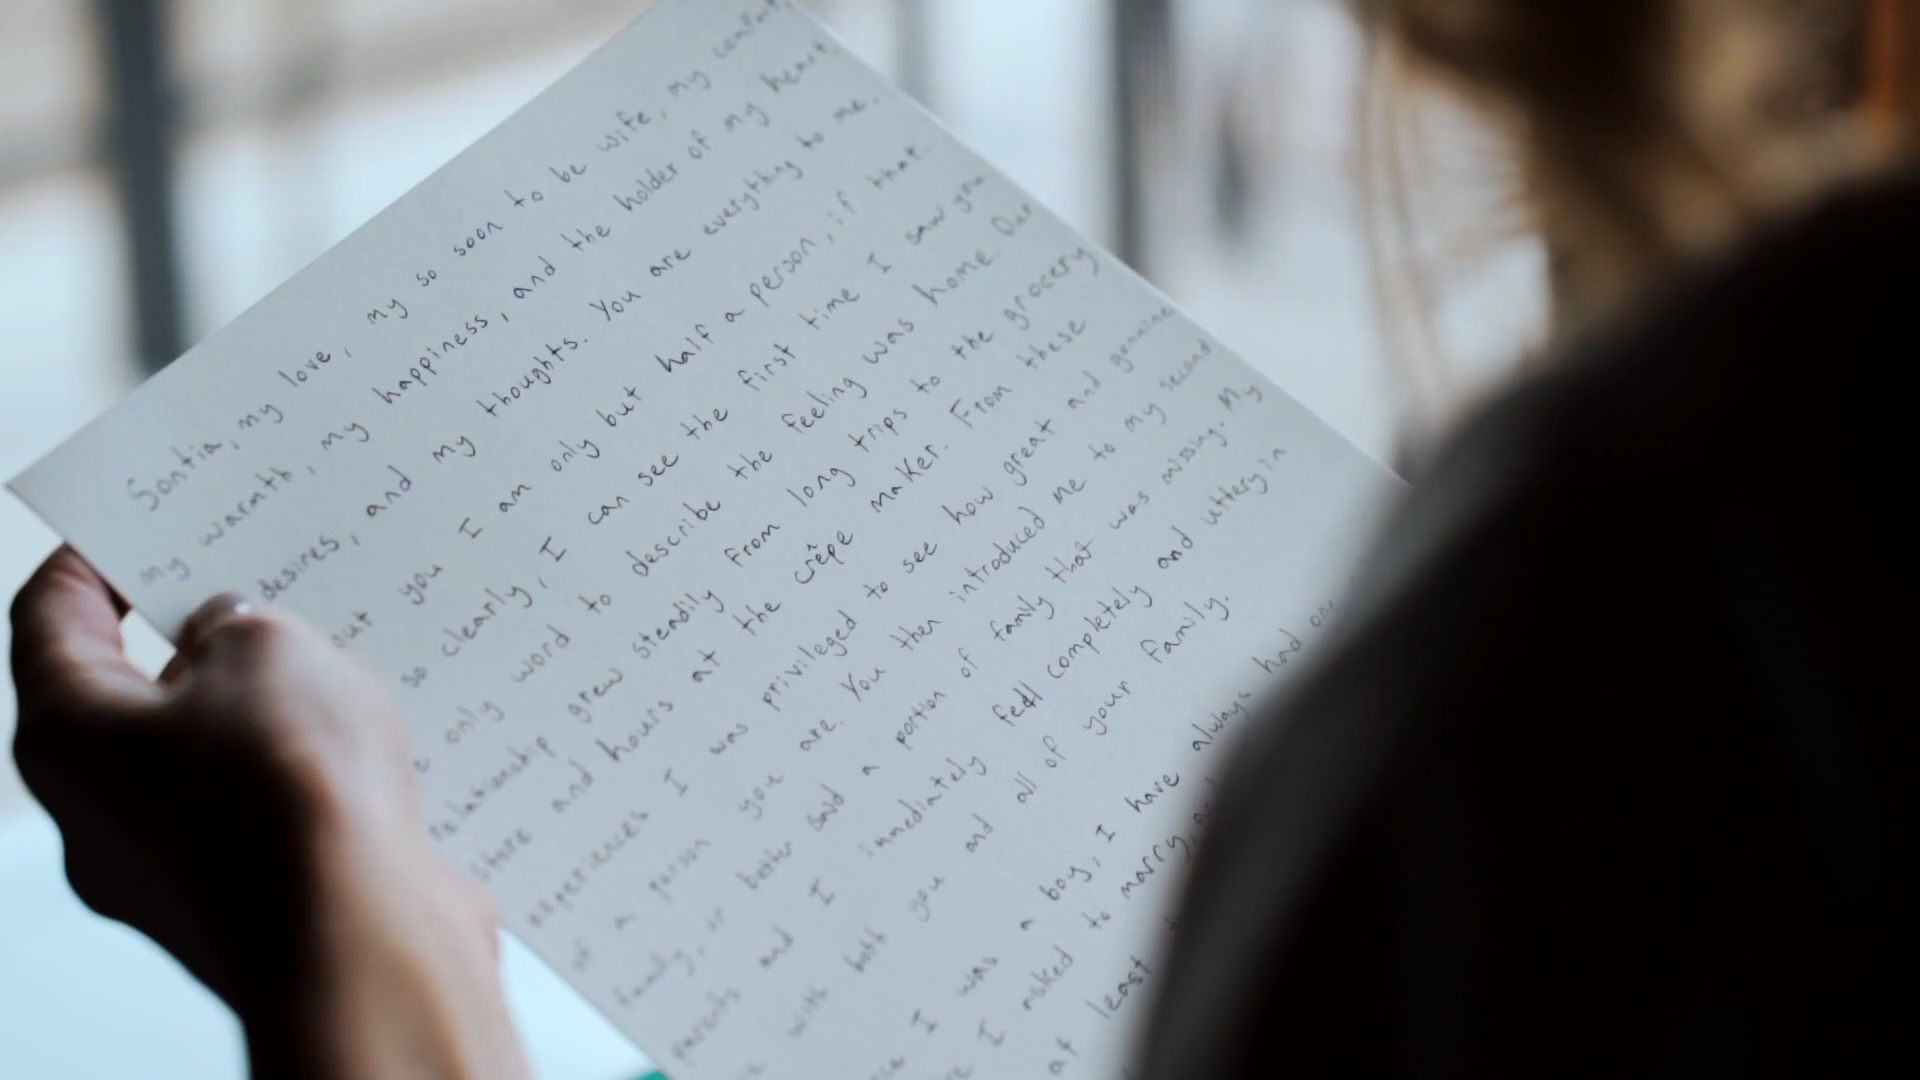 Sontia, my love, my so soon to be wife, my comfort,
my warmth, my happiness, and the holder of my heart,
desires, and my thoughts. You are everything to me.
out you I am only but half a person, if that.
so clearly, I can see the first time I saw you
only word to describe the feeling was home. Our
relationship grew steadily from long trips to the grocery
store and hours at the crêpe maker. From these
experiences I was privileged to see how great and genuine
of a person you are. You then introduced me to my second
family, or better said a portion of family that was missing. My
parents and I immediately feel completely and uttery in
with both you and all of your family.
I was a boy, I have always had one
I asked to marry,
at least